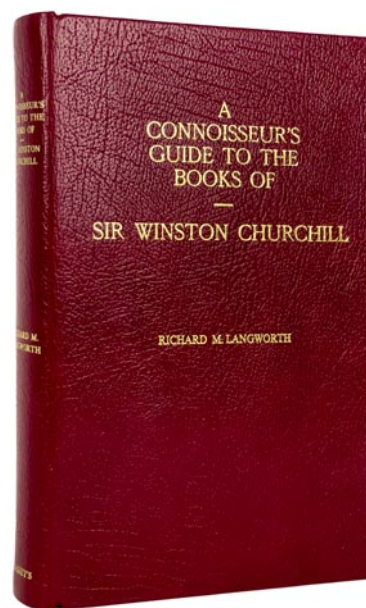 A
CONNOISSEUR'S
GUIDE TO THE
BOOKS OF
SIR WINSTON CHURCHILL
RICHARD M. LANGWORTH
A